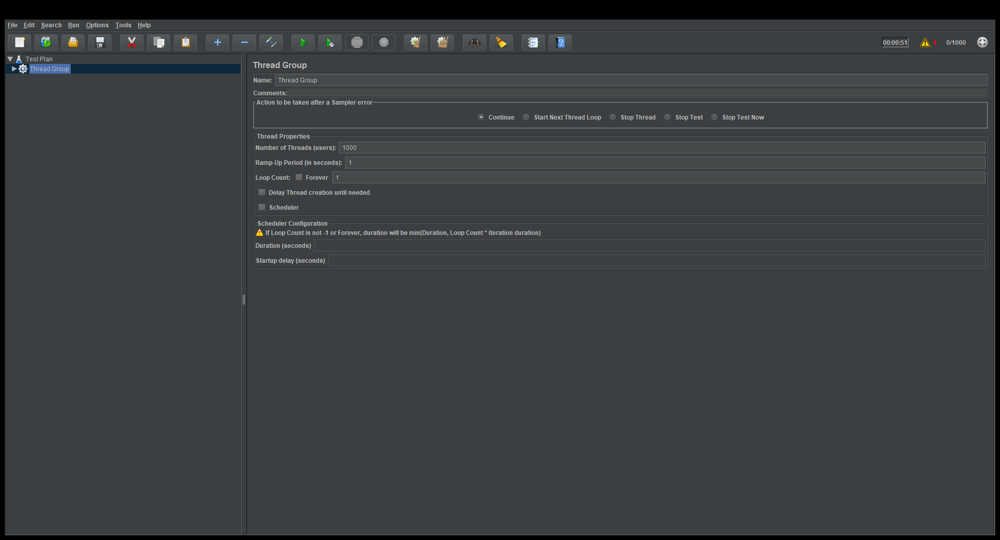 File Edit Search Run Options Tools Help
STOP
00:00:51 4 0/1000
Test Plan
Thread Group
Thread Group
Name: Thread Group
Comments:
Action to be taken after a Sampler error
Continue Start Next Thread Loop Stop Thread Stop Test Stop Test Now
Thread Properties
Number of Threads (users): 1000
Ramp-Up Period (in seconds): 1
Loop Count: Forever 1
Delay Thread creation until needed
Scheduler
Scheduler Configuration
If Loop Count is not -1 or Forever, duration will be min(Duration, Loop Count * iteration duration)
Duration (seconds)
Startup delay (seconds)